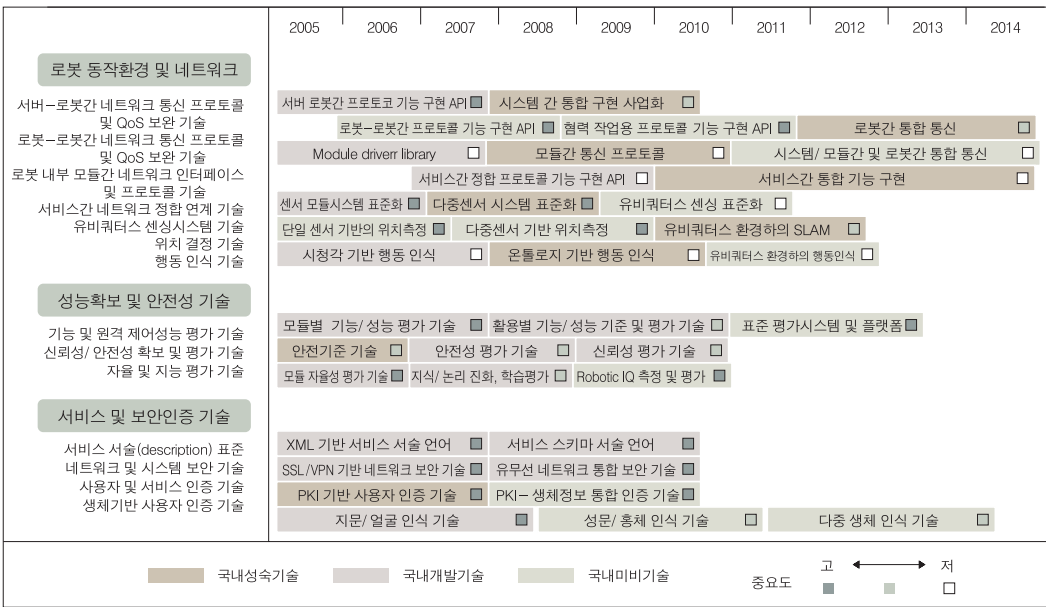 2005 2006 2007 2008 2009 2010 2011 2012 2013 2014
로봇 동작환경 및 네트워크
서버-로봇간 네트워크 통신 프로토콜
및 QoS 보완 기술
로봇-로봇간 네트워크 통신 프로토콜
및 QoS 보완 기술
로봇 내부 모듈간 네트워크 인터페이스
및 프로토콜 기술
서비스간 네트워크 정합 연계 기술
유비쿼터스 센싱시스템 기술
위치 결정 기술
행동 인식 기술
서버 로봇간 프로토코 기능 구현 API 시스템 간 통합 구현 사업화
로봇-로봇간 프로토콜 기능 구현 API 협력 작업용 프로토콜 기능 구현 API 로봇간 통합 통신
Module driverr library 모듈간 통신 프로토콜 시스템/ 모듈간 및 로봇간 통합 통신
서비스간 정합 프로토콜 기능 구현 API 서비스간 통합 기능 구현
센서 모듈시스템 표준화 다중센서 시스템 표준화 유비쿼터스 센싱 표준화
단일 센서 기반의 위치측정 다중센서 기반 위치측정 유비쿼터스 환경하의 SLAM
시청각 기반 행동 인식 온톨로지 기반 행동 인식 유비쿼터스 환경하의 행동인식
성능확보 및 안전성 기술
기능 및 원격 제어성능 평가 기술
신뢰성/ 안전성 확보 및 평가 기술
자율 및 지능 평가 기술
모듈별 기능/ 성능 평가 기술 활용별 기능/ 성능 기준 및 평가 기술 표준 평가시스템 및 플랫폼
안전기준 기술 안전성 평가 기술 신뢰성 평가 기술
모듈 자율성 평가 기술 지식/ 논리 진화, 학습평가 Robotic IQ 측정 및 평가
서비스 및 보안인증 기술
서비스 서술(description) 표준
네트워크 및 시스템 보안 기술
사용자 및 서비스 인증 기술
생체기반 사용자 인증 기술
XML 기반 서비스 서술 언어 서비스 스키마 서술 언어
SSL/VPN 기반 네트워크 보안 기술 유무선 네트워크 통합 보안 기술
PKI 기반 사용자 인증 기술 PKI- 생체정보 통합 인증 기술
지문/ 얼굴 인식 기술 성문/ 홍체 인식 기술 다중 생체 인식 기술
국내성숙기술 국내개발기술 국내미비기술 중요도 고 저